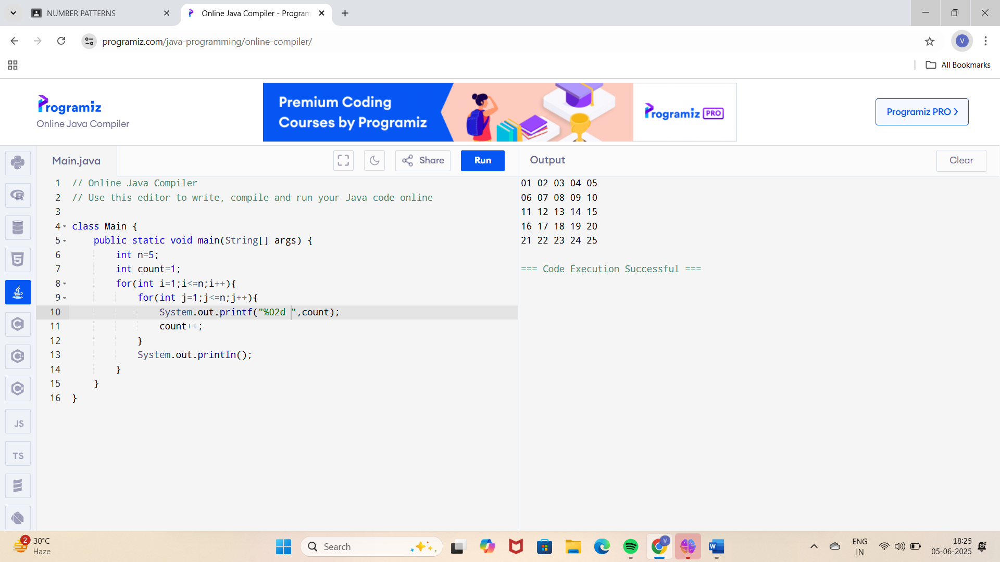 NUMBER PATTERNS
Online Java Compiler - Program
programiz.com/java-programming/online-compiler/
V
All Bookmarks
Programiz
Online Java Compiler
Premium Coding
Courses by Programiz
Programiz PRO
Programiz PRO
Main.java
Share
Run
Output
Clear
1 // Online Java Compiler
2 // Use this editor to write, compile and run your Java code online
3
4 class Main {
5 public static void main(String[] args) {
6 int n=5;
7 int count=1;
8 for(int i=1;i<=n;i++){
9 for(int j=1;j<=n;j++){
10 System.out.printf("%02d ",count);
11 count++;
12 }
13 System.out.println();
14 }
15 }
16 }
01 02 03 04 05
06 07 08 09 10
11 12 13 14 15
16 17 18 19 20
21 22 23 24 25
=== Code Execution Successful ===
R
5
C
C
C
JS
TS
2
30°C
Haze
Search
V
W
ENG
IN
18:25
05-06-2025